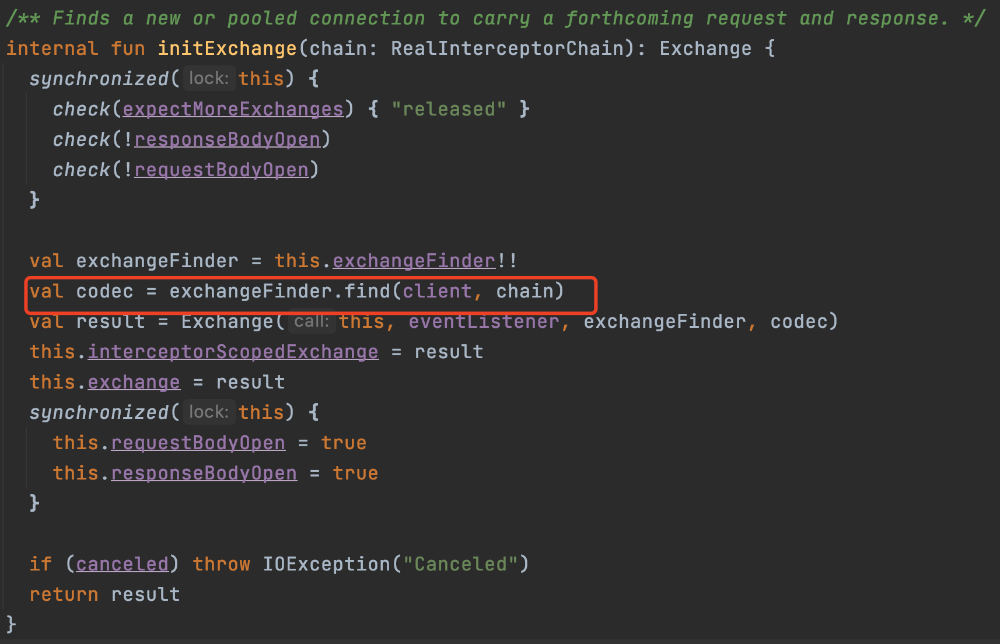 /** Finds a new or pooled connection to carry a forthcoming request and response. */
internal fun initExchange(chain: RealInterceptorChain): Exchange {
  synchronized( lock: this) {
    check(expectMoreExchanges) { "released" }
    check(!responseBodyOpen)
    check(!requestBodyOpen)
  }

  val exchangeFinder = this.exchangeFinder!!
  val codec = exchangeFinder.find(client, chain)
  val result = Exchange( call: this, eventListener, exchangeFinder, codec)
  this.interceptorScopedExchange = result
  this.exchange = result
  synchronized( lock: this) {
    this.requestBodyOpen = true
    this.responseBodyOpen = true
  }

  if (canceled) throw IOException("Canceled")
  return result
}